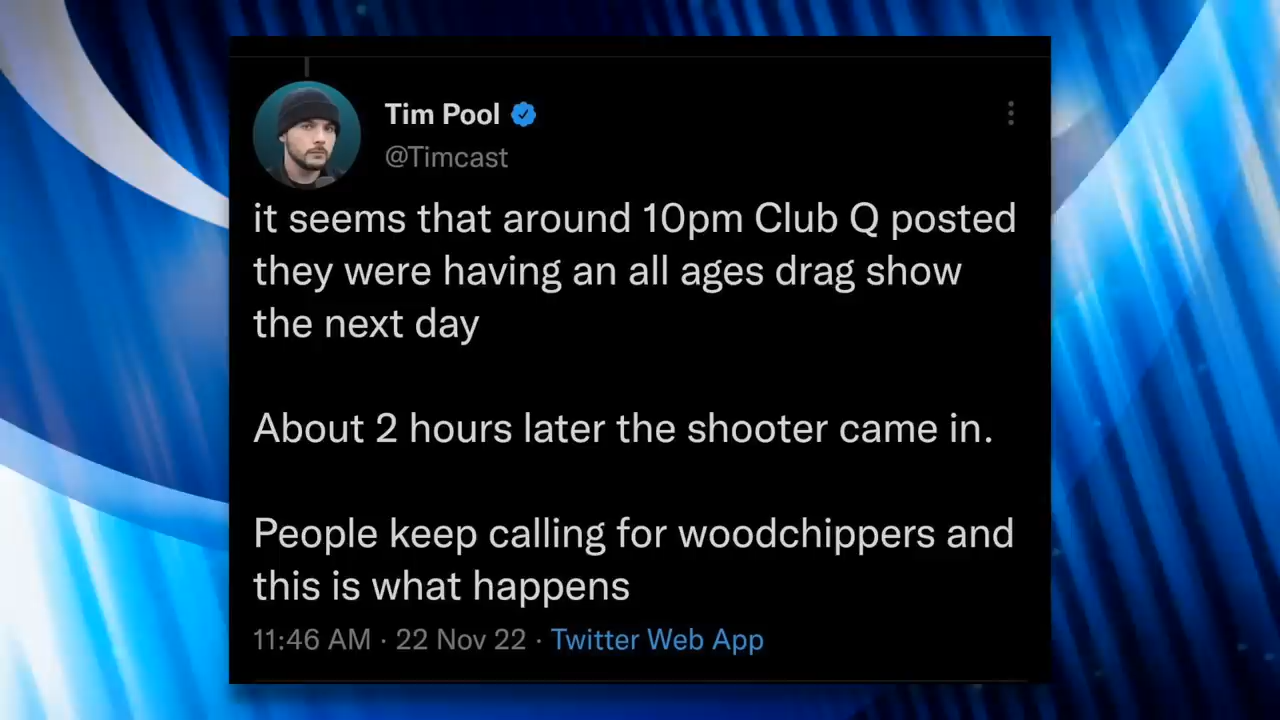 Tim Pool
@Timcast
it seems that around 10pm Club Q posted
they were having an all ages drag show
the next day
About 2 hours later the shooter came in.
People keep calling for woodchippers and
this is what happens
11:46 AM · 22 Nov 22 · Twitter Web App